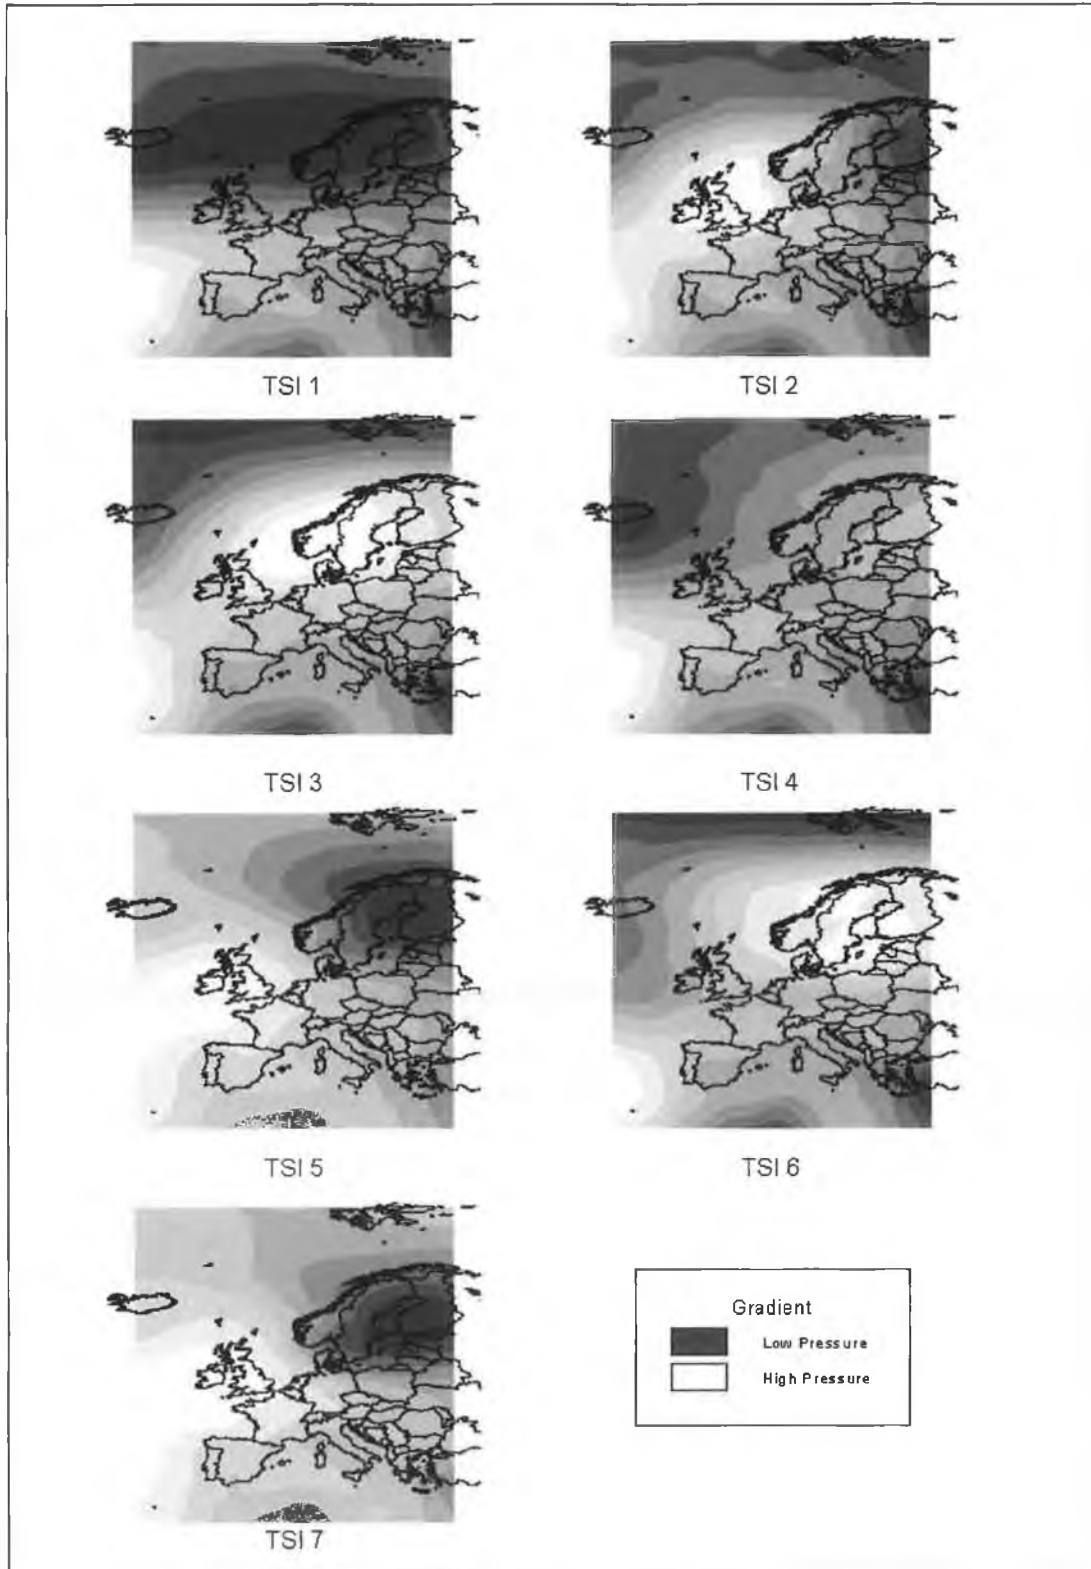 TSI 1
TSI 2
TSI 3
TSI 4
TSI 5
TSI 6
TSI 7
Gradient
Low Pressure
High Pressure